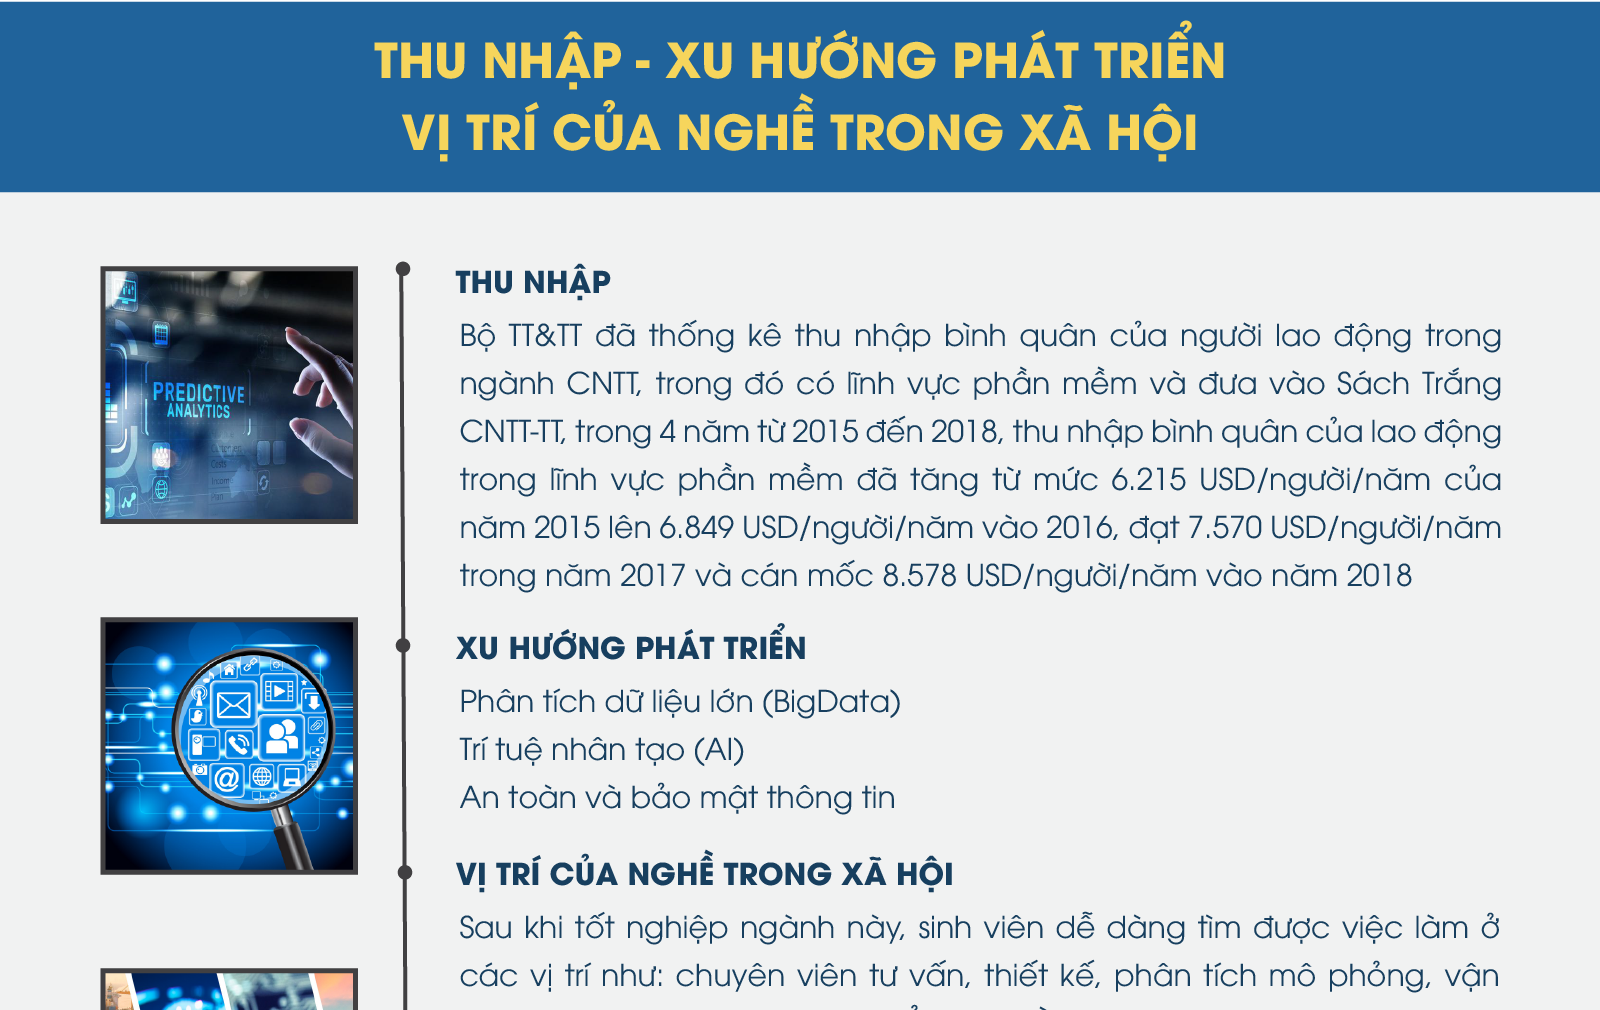 THU NHẬP - XU HƯỚNG PHÁT TRIỂN
VỊ TRÍ CỦA NGHỀ TRONG XÃ HỘI
THU NHẬP
Bộ TT&TT đã thống kê thu nhập bình quân của người lao động trong
ngành CNTT, trong đó có lĩnh vực phần mềm và đưa vào Sách Trắng
CNTT-TT, trong 4 năm từ 2015 đến 2018, thu nhập bình quân của lao động
trong lĩnh vực phần mềm đã tăng từ mức 6.215 USD/người/năm của
năm 2015 lên 6.849 USD/người/năm vào 2016, đạt 7.570 USD/người/năm
trong năm 2017 và cán mốc 8.578 USD/người/năm vào năm 2018
PREDICTIVE
ANALYTICS
XU HƯỚNG PHÁT TRIỂN
Phân tích dữ liệu lớn (BigData)
Trí tuệ nhân tạo (AI)
An toàn và bảo mật thông tin
VỊ TRÍ CỦA NGHỀ TRONG XÃ HỘI
Sau khi tốt nghiệp ngành này, sinh viên dễ dàng tìm được việc làm ở
các vị trí như: chuyên viên tư vấn, thiết kế, phân tích mô phỏng, vận